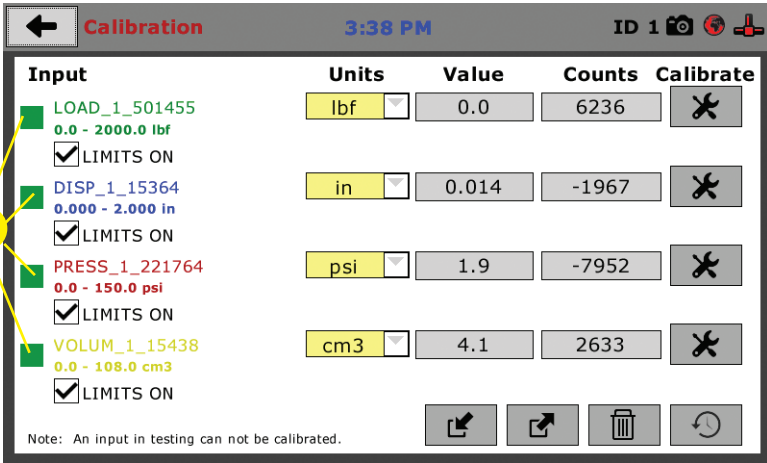 Calibration 3:38 PM ID 1
Input Units Value Counts Calibrate
LOAD_1_501455 lbf 0.0 6236
0.0 - 2000.0 lbf
LIMITS ON
DISP_1_15364 in 0.014 -1967
0.000 - 2.000 in
LIMITS ON
PRESS_1_221764 psi 1.9 -7952
0.0 - 150.0 psi
LIMITS ON
VOLUM_1_15438 cm3 4.1 2633
0.0 - 108.0 cm3
LIMITS ON
Note: An input in testing can not be calibrated.